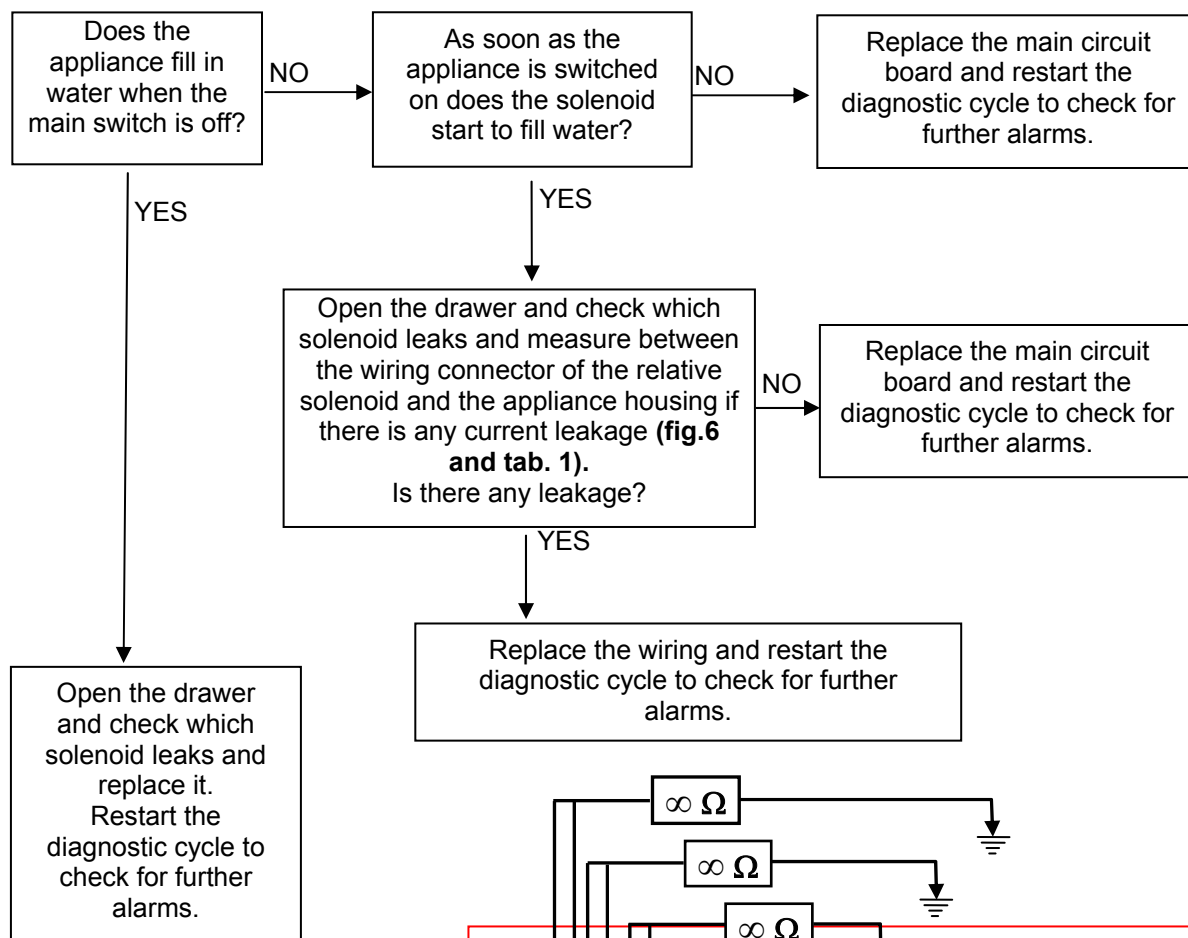 Does the
appliance fill in
water when the
main switch is off?
NO
As soon as the
appliance is switched
on does the solenoid
start to fill water?
NO
Replace the main circuit
board and restart the
diagnostic cycle to check for
further alarms.
YES
YES
Open the drawer and check which
solenoid leaks and measure between
the wiring connector of the relative
solenoid and the appliance housing if
there is any current leakage (fig.6
and tab. 1).
Is there any leakage?
NO
Replace the main circuit
board and restart the
diagnostic cycle to check for
further alarms.
YES
Replace the wiring and restart the
diagnostic cycle to check for further
alarms.
Open the drawer
and check which
solenoid leaks and
replace it.
Restart the
diagnostic cycle to
check for further
alarms.
∞ Ω
∞ Ω
∞ Ω